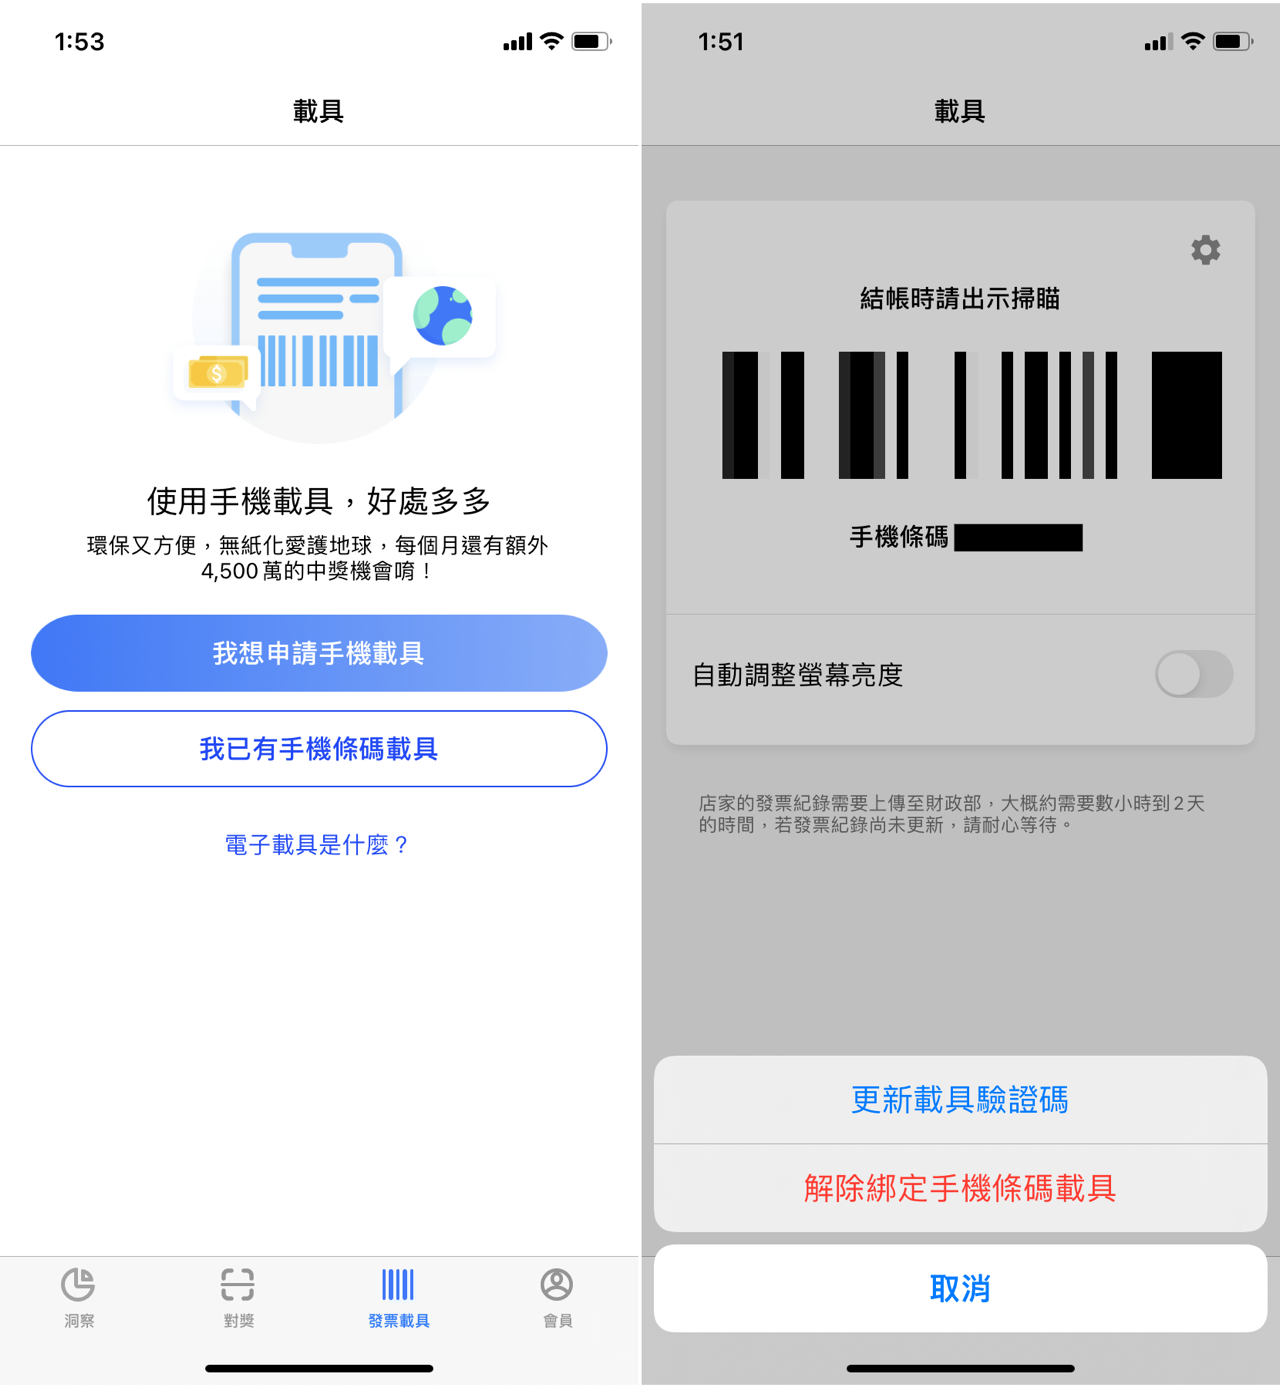 1:53
載具
使用手機載具，好處多多
環保又方便，無紙化愛護地球，每個月還有額外
4,500 萬的中獎機會唷！
我想申請手機載具
我已有手機條碼載具
電子載具是什麼？
洞察
對獎
發票載具
會員
1:51
載具
結帳時請出示掃瞄
手機條碼
自動調整螢幕亮度
店家的發票紀錄需要上傳至財政部，大概約需要數小時到 2 天
的時間，若發票紀錄尚未更新，請耐心等待。
更新載具驗證碼
解除綁定手機條碼載具
取消